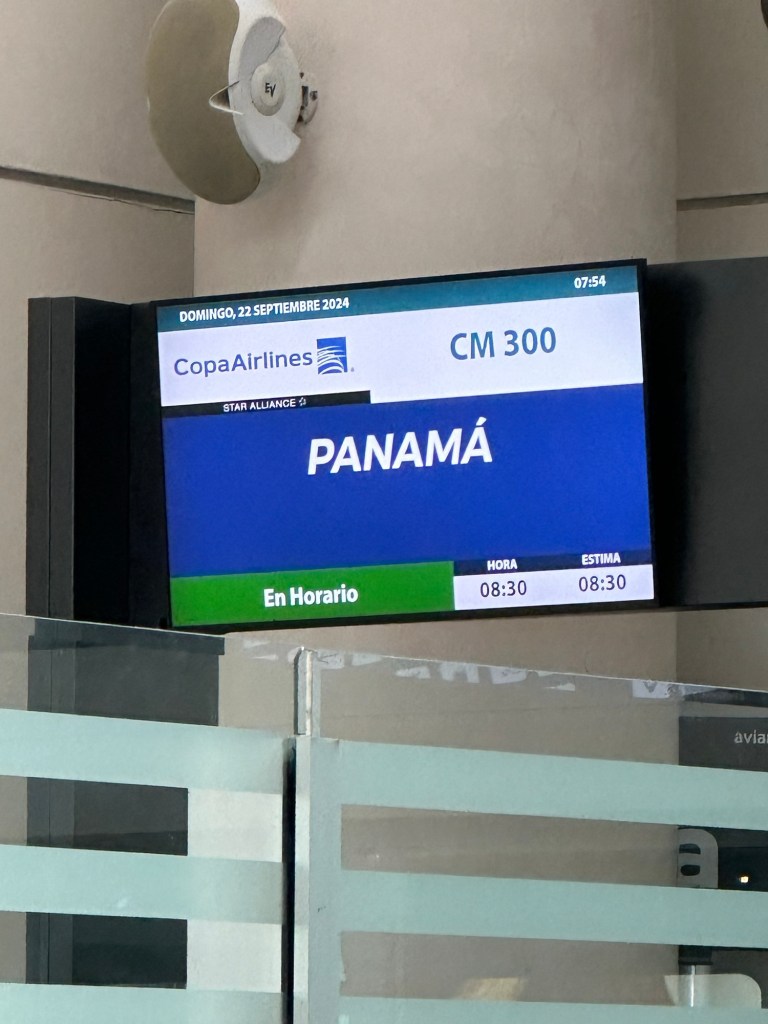 EV
DOMINGO, 22 SEPTIEMBRE 2024 07:54
CopaAirlines CM 300
STAR ALLIANCE
PANAMÁ
HORA ESTIMA
En Horario 08:30 08:30
avia
a